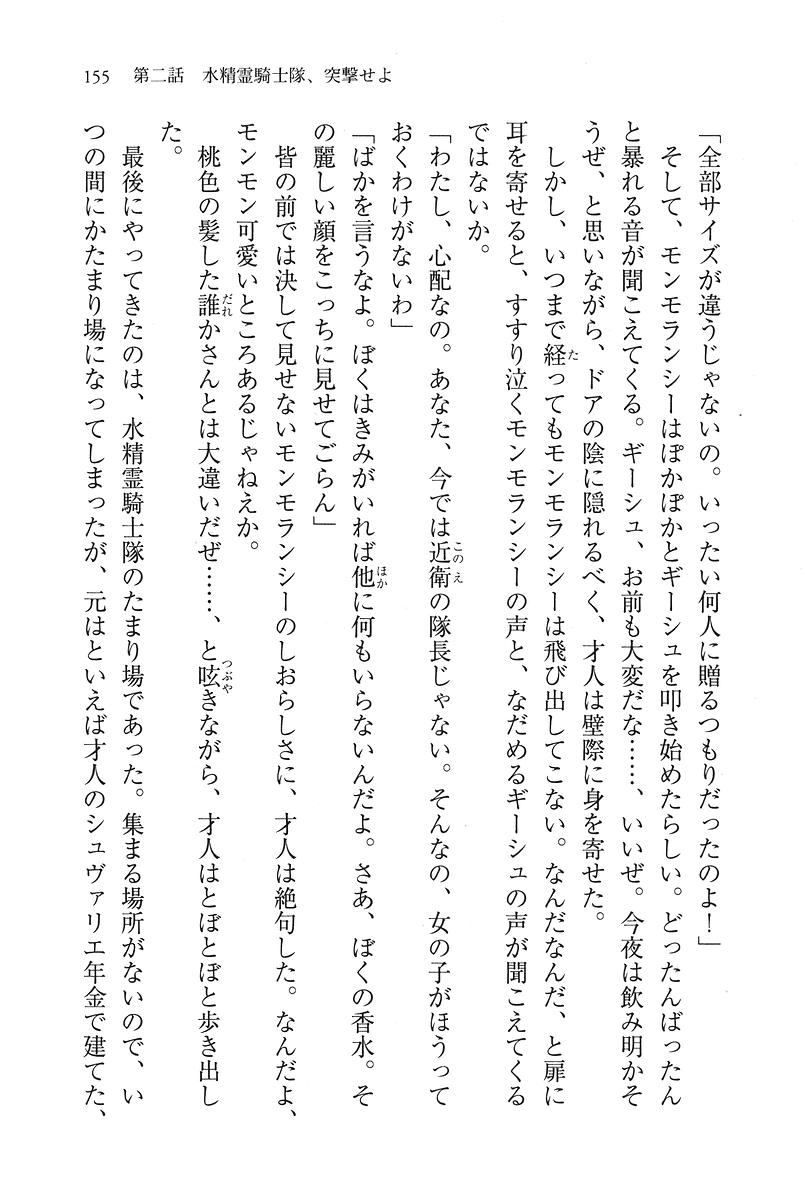 155　第二話　水精霊騎士隊、突撃せよ
「全部サイズが違うじゃないの。いったい何人に贈るつもりだったのよ！」
　そして、モンモランシーはぽかぽかとギーシュを叩き始めたらしい。どったんばったん
と暴れる音が聞こえてくる。ギーシュ、お前も大変だな……、いいぜ。今夜は飲み明かそ
うぜ、と思いながら、ドアの陰に隠れるべく、才人は壁際に身を寄せた。
　しかし、いつまで経ってもモンモランシーは飛び出してこない。なんだなんだ、と扉に
耳を寄せると、すすり泣くモンモランシーの声と、なだめるギーシュの声が聞こえてくる
ではないか。
「わたし、心配なの。あなた、今では近衛の隊長じゃない。そんなの、女の子がほうって
おくわけがないわ」
「ばかを言うなよ。ぼくはきみがいれば他に何もいらないんだよ。さあ、ぼくの香水。そ
の麗しい顔をこっちに見せてごらん」
　皆の前では決して見せないモンモランシーのしおらしさに、才人は絶句した。なんだよ、
モンモン可愛いところあるじゃねえか。
　桃色の髪した誰かさんとは大違いだぜ……、と呟きながら、才人はとぼとぼと歩き出し
た。
　最後にやってきたのは、水精霊騎士隊のたまり場であった。集まる場所がないので、い
つの間にかたまり場になってしまったが、元はといえば才人のシュヴァリエ年金で建てた、